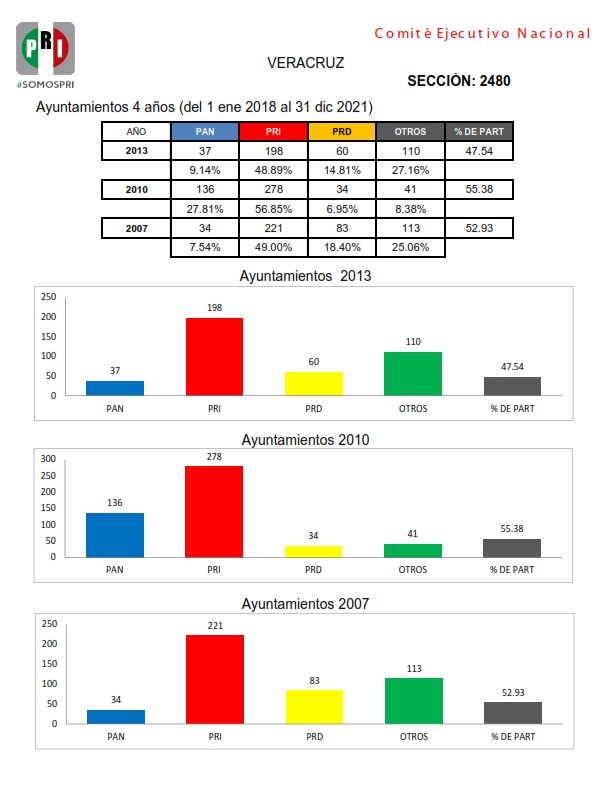 Comité Ejecutivo Nacional
PRI
#SOMOSPRI
VERACRUZ
SECCIÓN: 2480
Ayuntamientos 4 años (del 1 ene 2018 al 31 dic 2021)
AÑO PAN PRI PRD OTROS % DE PART
2013 37 198 60 110 47.54
9.14% 48.89% 14.81% 27.16%
2010 136 278 34 41 55.38
27.81% 56.85% 6.95% 8.38%
2007 34 221 83 113 52.93
7.54% 49.00% 18.40% 25.06%
Ayuntamientos 2013
250
200
150
100
50
0
37 198 60 110 47.54
PAN PRI PRD OTROS % DE PART
Ayuntamientos 2010
300
250
200
150
100
50
0
136 278 34 41 55.38
PAN PRI PRD OTROS % DE PART
Ayuntamientos 2007
250
200
150
100
50
0
34 221 83 113 52.93
PAN PRI PRD OTROS % DE PART